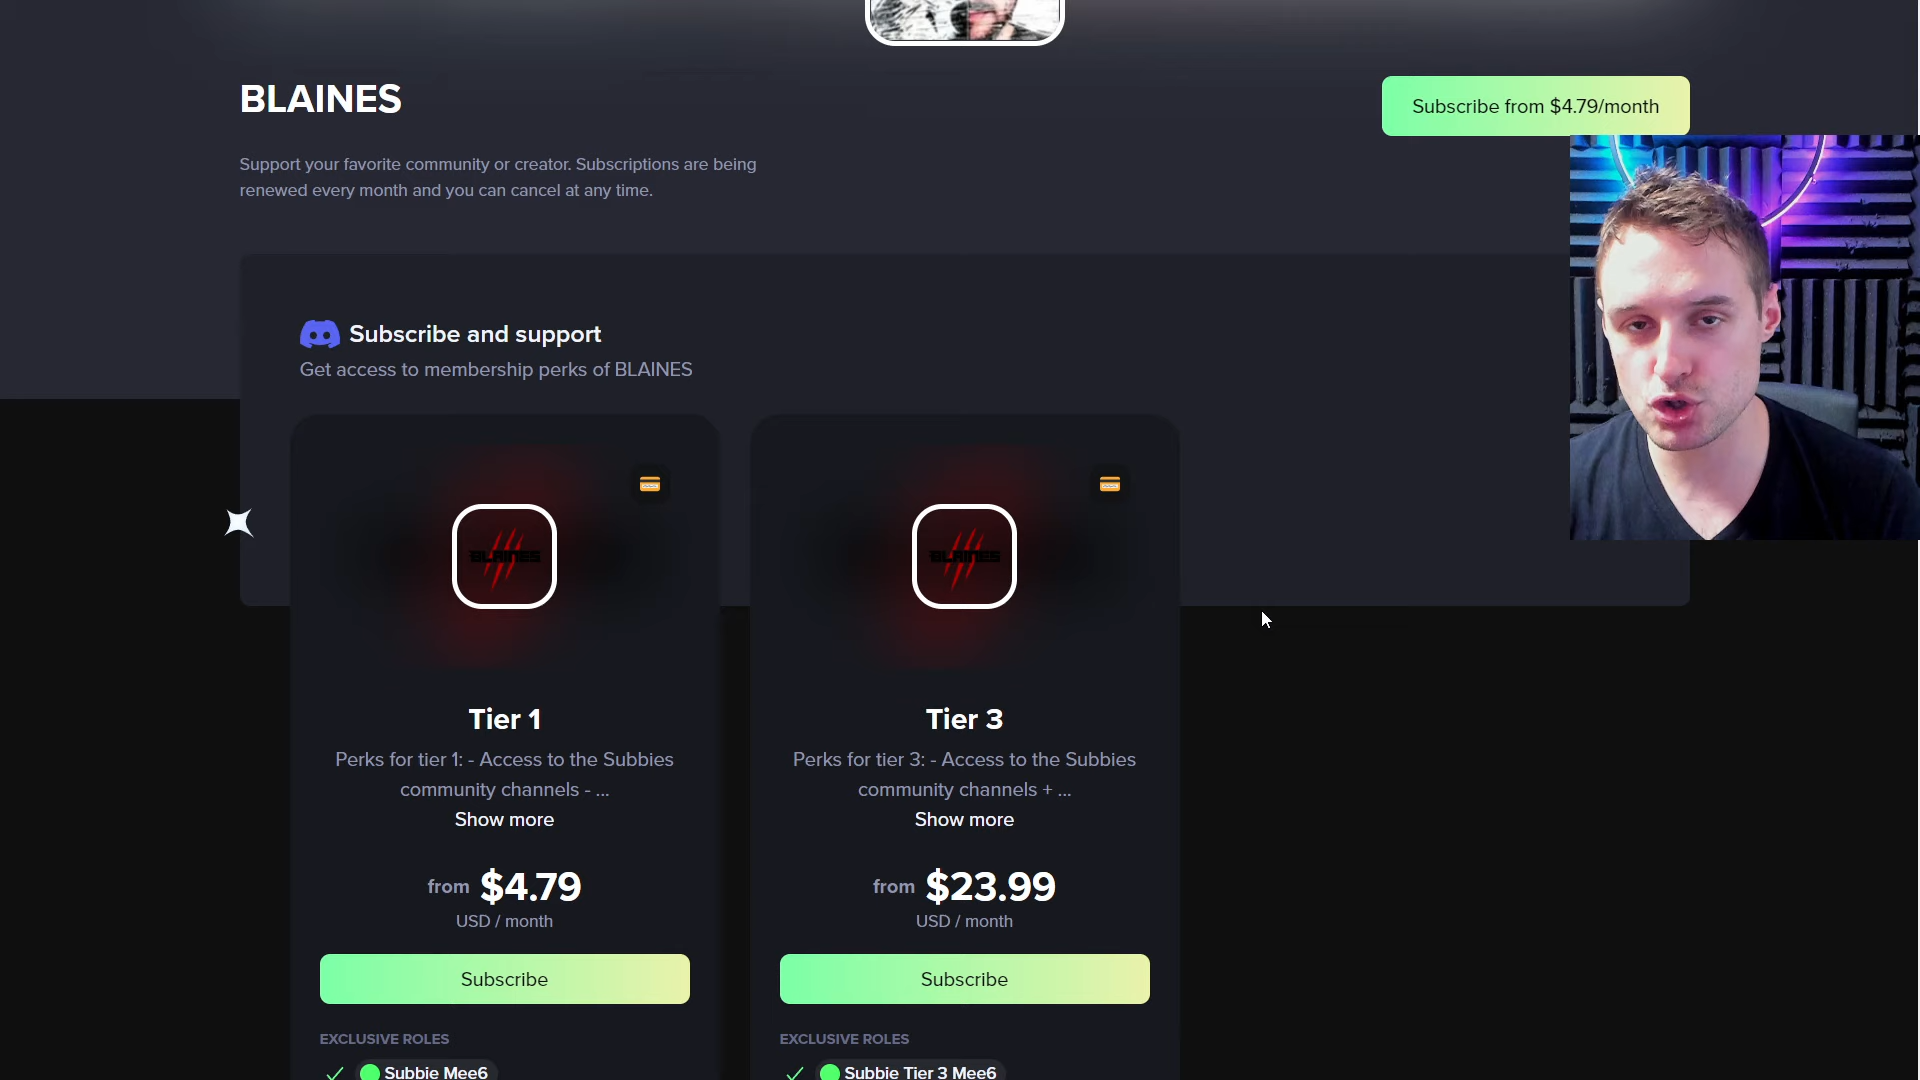 BLAINES
Subscribe from $4.79/month
Support your favorite community or creator. Subscriptions are being
renewed every month and you can cancel at any time.
Subscribe and support
Get access to membership perks of BLAINES
BLAINES
BLAINES
Tier 1
Perks for tier 1: - Access to the Subbies
community channels - ...
Show more
from $4.79
USD / month
Subscribe
EXCLUSIVE ROLES
Subbie Mee6
Tier 3
Perks for tier 3: - Access to the Subbies
community channels + ...
Show more
from $23.99
USD / month
Subscribe
EXCLUSIVE ROLES
Subbie Tier 3 Mee6